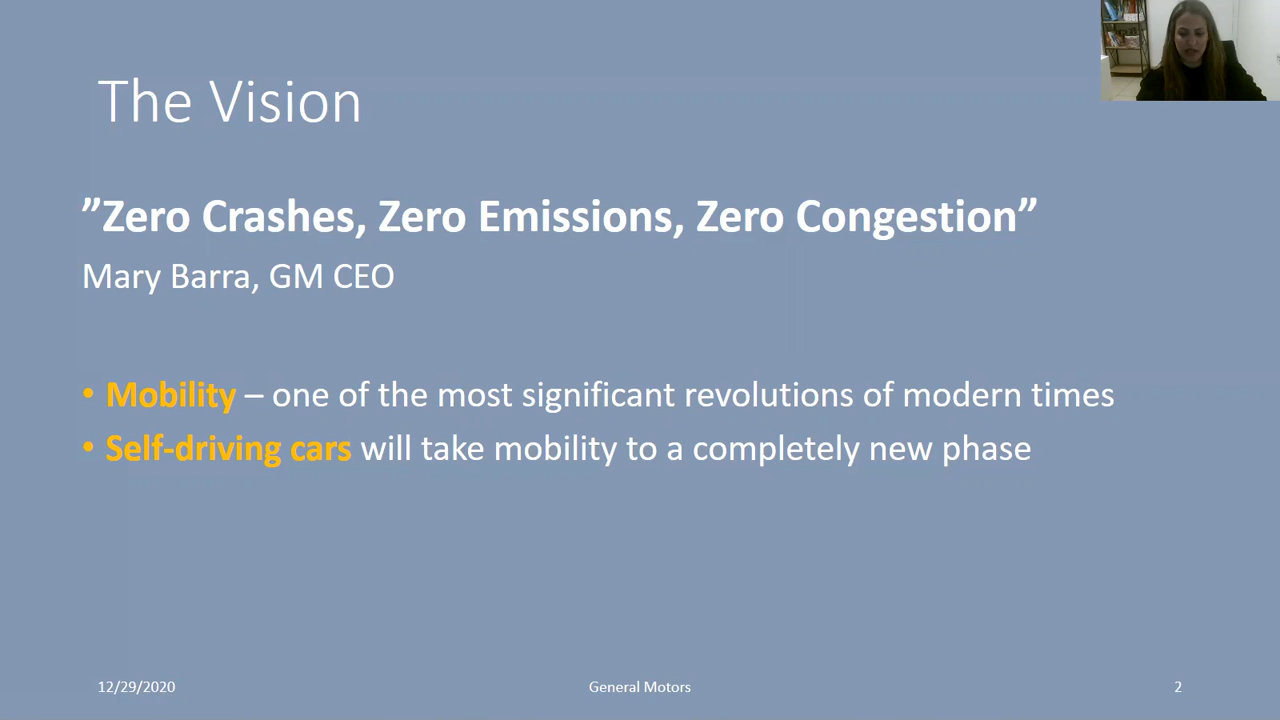 The Vision
”Zero Crashes, Zero Emissions, Zero Congestion”
Mary Barra, GM CEO
• Mobility – one of the most significant revolutions of modern times
• Self-driving cars will take mobility to a completely new phase
12/29/2020 General Motors 2